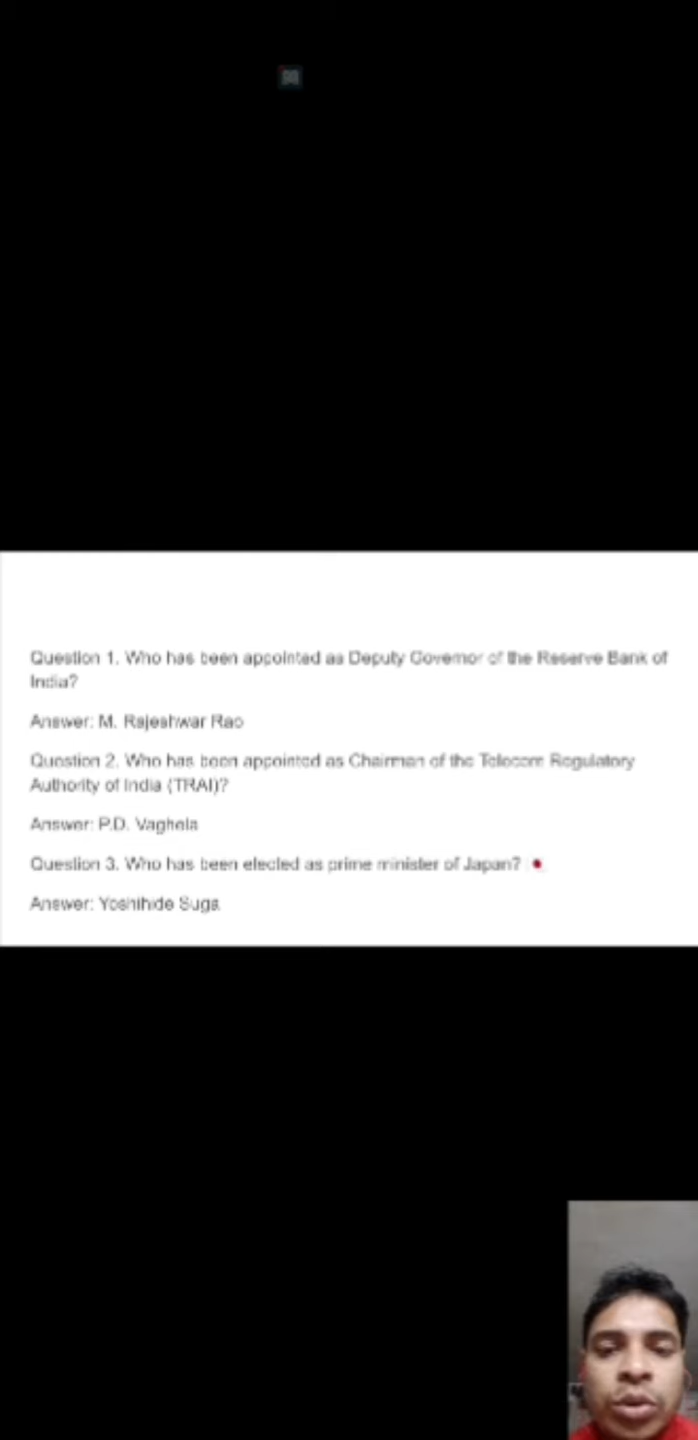 Question 1. Who has been appointed as Deputy Governor of the Reserve Bank of
India?
Answer: M. Rajeshwar Rao
Question 2. Who has been appointed as Chairman of the Telecom Regulatory
Authority of India (TRAI)?
Answer: P.D. Vaghela
Question 3. Who has been elected as prime minister of Japan?
Answer: Yoshihide Suga